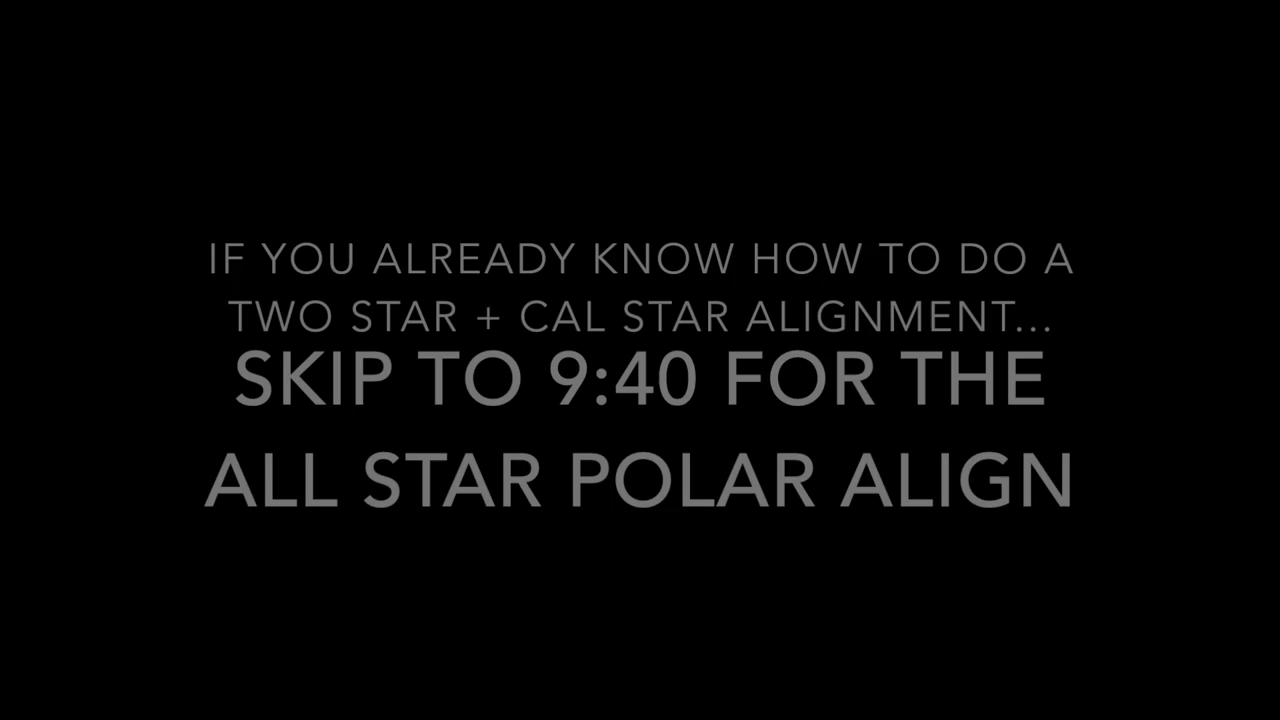 IF YOU ALREADY KNOW HOW TO DO A
TWO STAR + CAL STAR ALIGNMENT...
SKIP TO 9:40 FOR THE
ALL STAR POLAR ALIGN